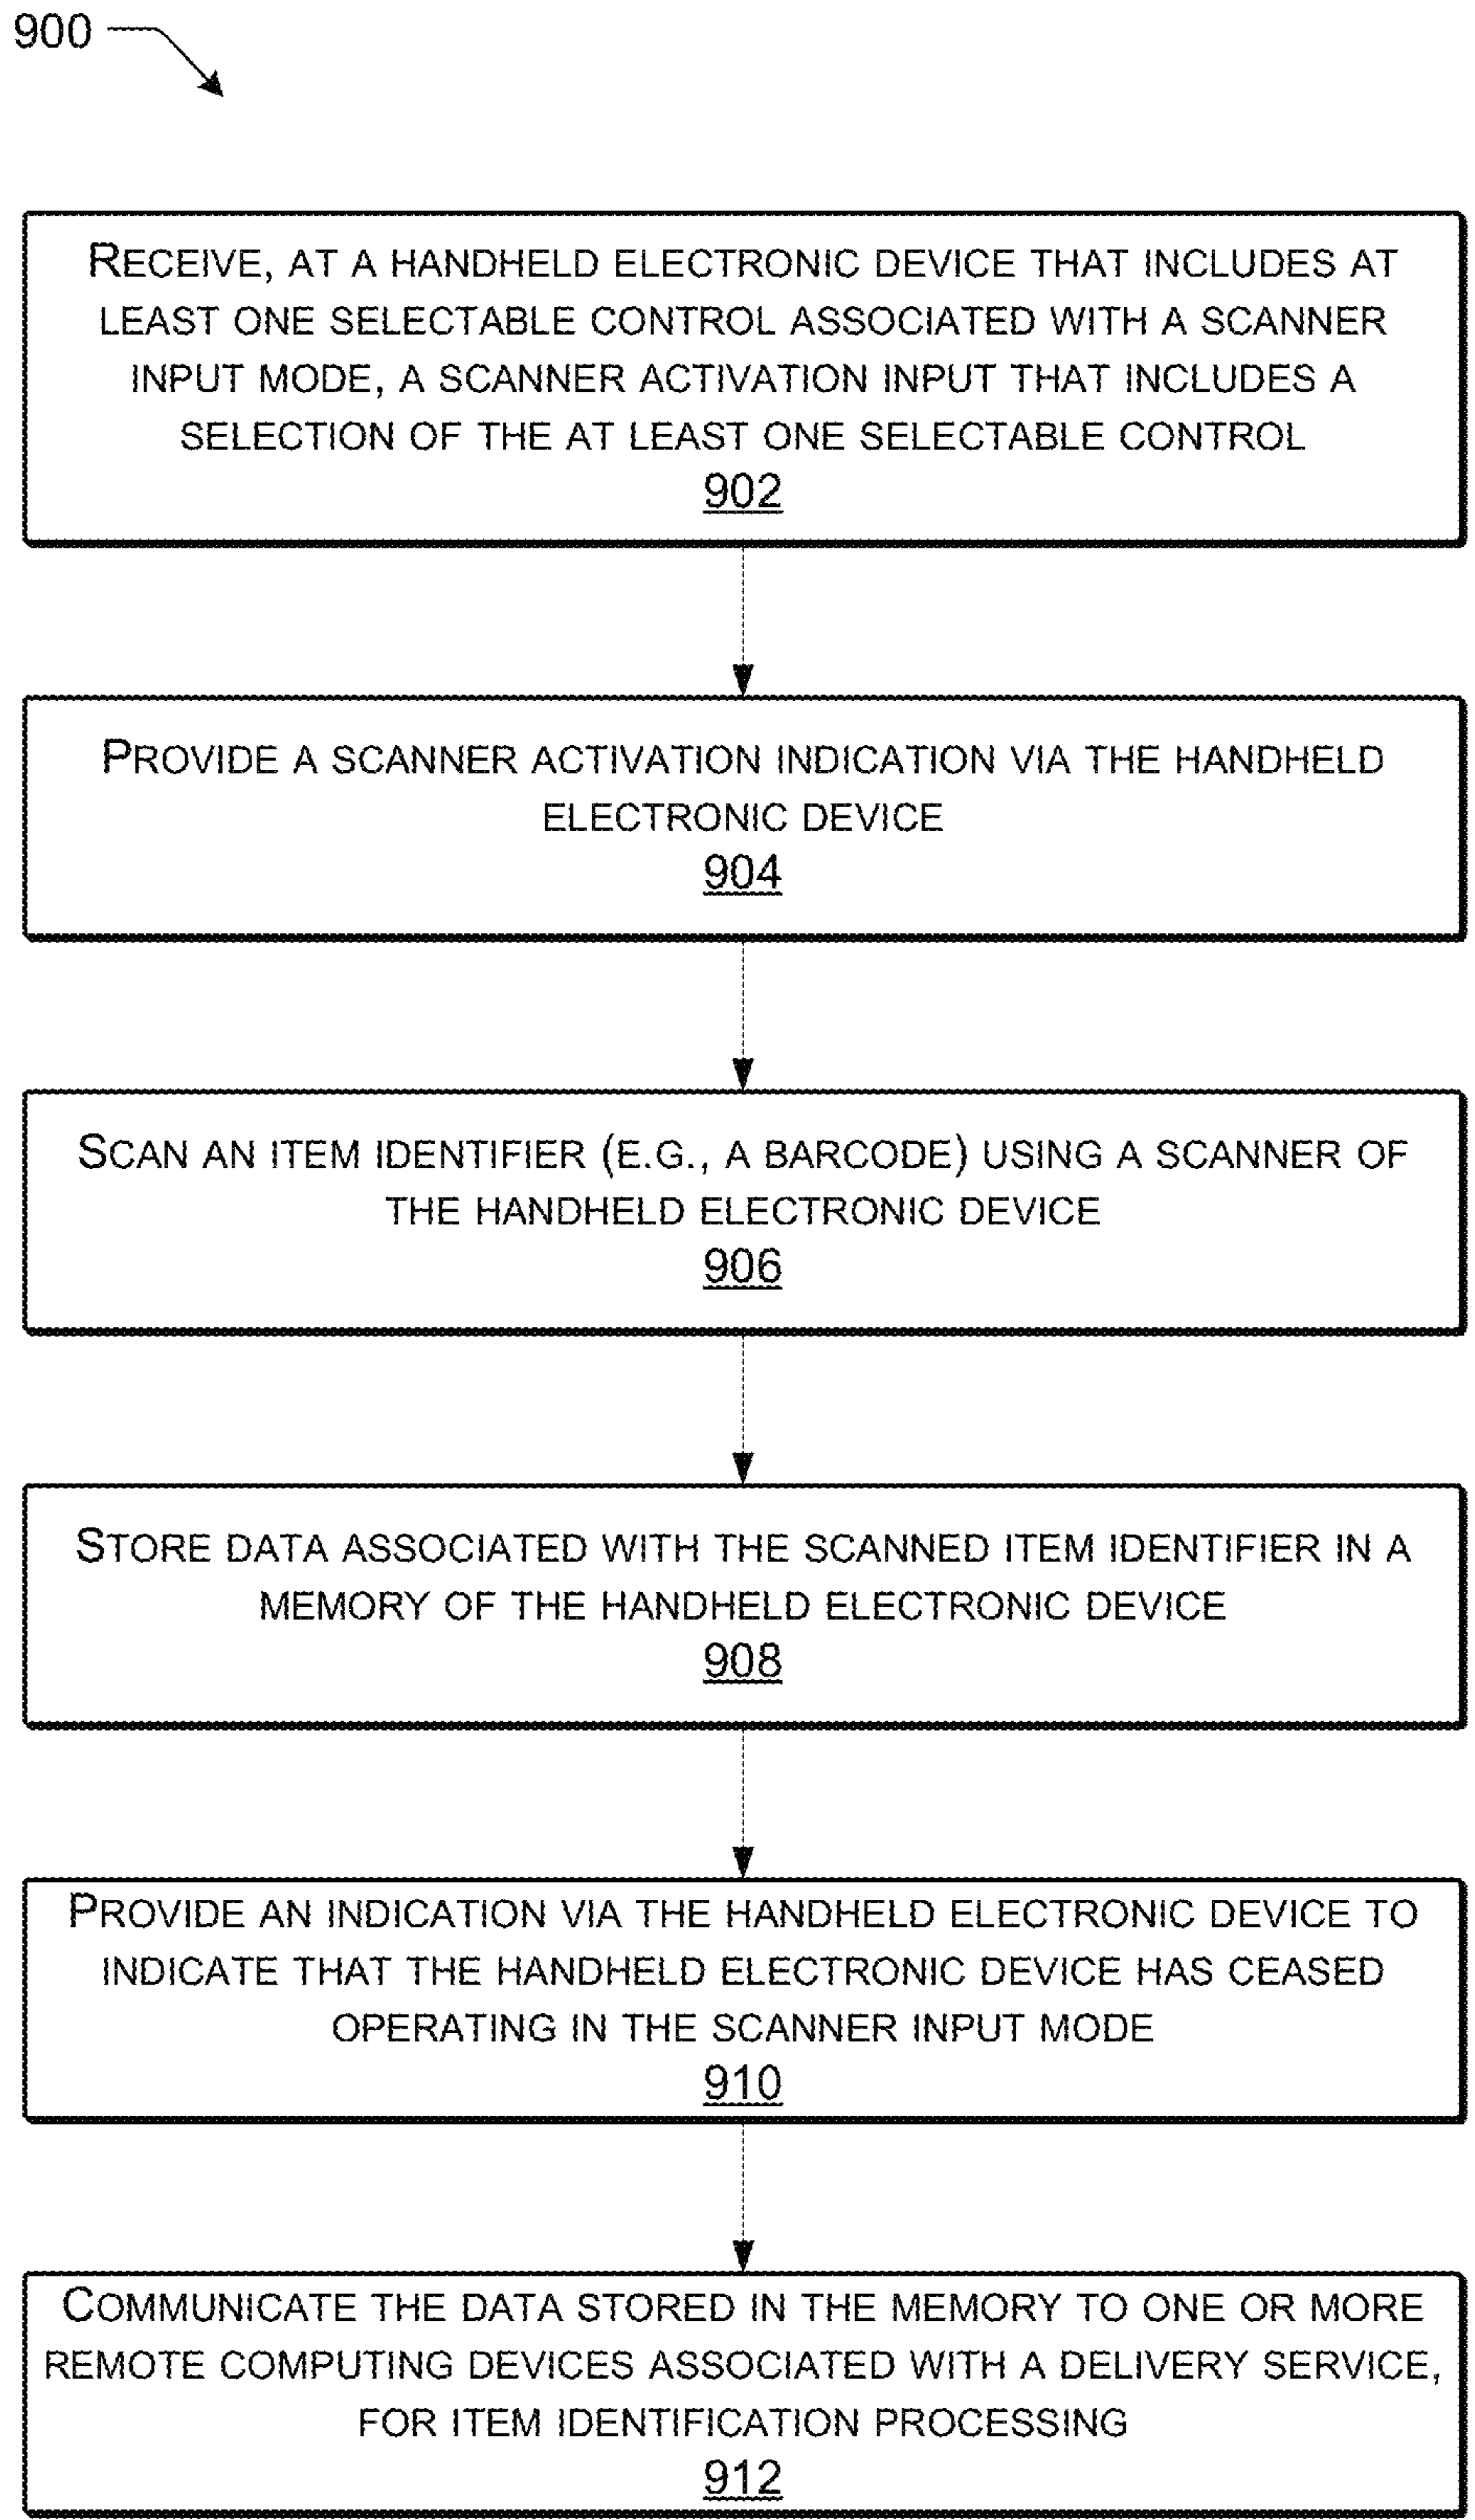 900
RECEIVE, AT A HANDHELD ELECTRONIC DEVICE THAT INCLUDES AT
LEAST ONE SELECTABLE CONTROL ASSOCIATED WITH A SCANNER
INPUT MODE, A SCANNER ACTIVATION INPUT THAT INCLUDES A
SELECTION OF THE AT LEAST ONE SELECTABLE CONTROL
902
PROVIDE A SCANNER ACTIVATION INDICATION VIA THE HANDHELD
ELECTRONIC DEVICE
904
SCAN AN ITEM IDENTIFIER (E.G., A BARCODE) USING A SCANNER OF
THE HANDHELD ELECTRONIC DEVICE
906
STORE DATA ASSOCIATED WITH THE SCANNED ITEM IDENTIFIER IN A
MEMORY OF THE HANDHELD ELECTRONIC DEVICE
908
PROVIDE AN INDICATION VIA THE HANDHELD ELECTRONIC DEVICE TO
INDICATE THAT THE HANDHELD ELECTRONIC DEVICE HAS CEASED
OPERATING IN THE SCANNER INPUT MODE
910
COMMUNICATE THE DATA STORED IN THE MEMORY TO ONE OR MORE
REMOTE COMPUTING DEVICES ASSOCIATED WITH A DELIVERY SERVICE,
FOR ITEM IDENTIFICATION PROCESSING
912